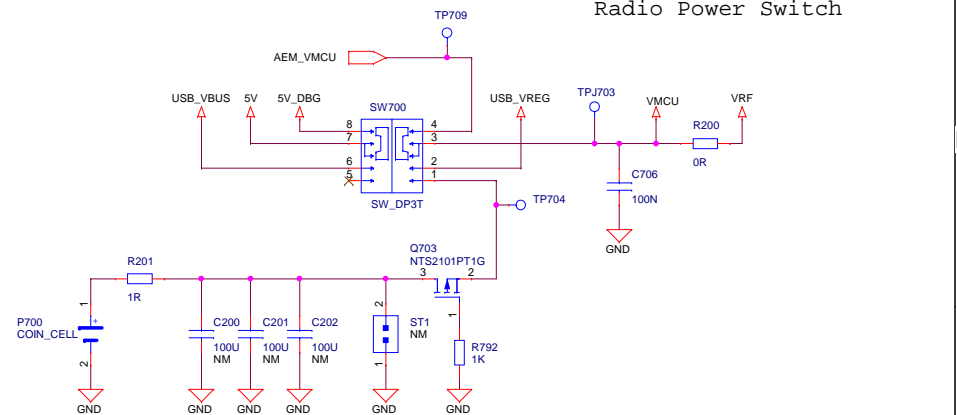 Radio Power Switch
TP709
AEM_VMCU
USB_VBUS 5V 5V_DBG
SW700
USB_VREG
TPJ703
VMCU
VRF
8
7
6
5
4
3
2
1
R200
0R
C706
100N
GND
SW_DP3T
TP704
Q703
NTS2101PT1G
3 2
1
R201
1R
P700
COIN_CELL
1
+
2
C200
100U
NM
C201
100U
NM
C202
100U
NM
2
ST1
NM
1
R792
1K
GND
GND
GND
GND
GND
GND